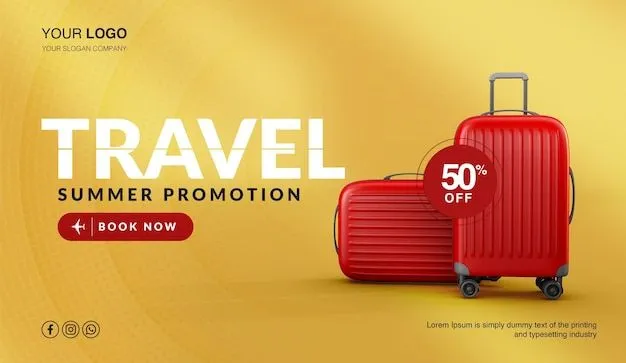 YOUR LOGO
YOUR SLOGAN COMPANY
TRAVEL
SUMMER PROMOTION
BOOK NOW
50%
OFF
Lorem Ipsum is simply dummy
text of the printing and typesetting